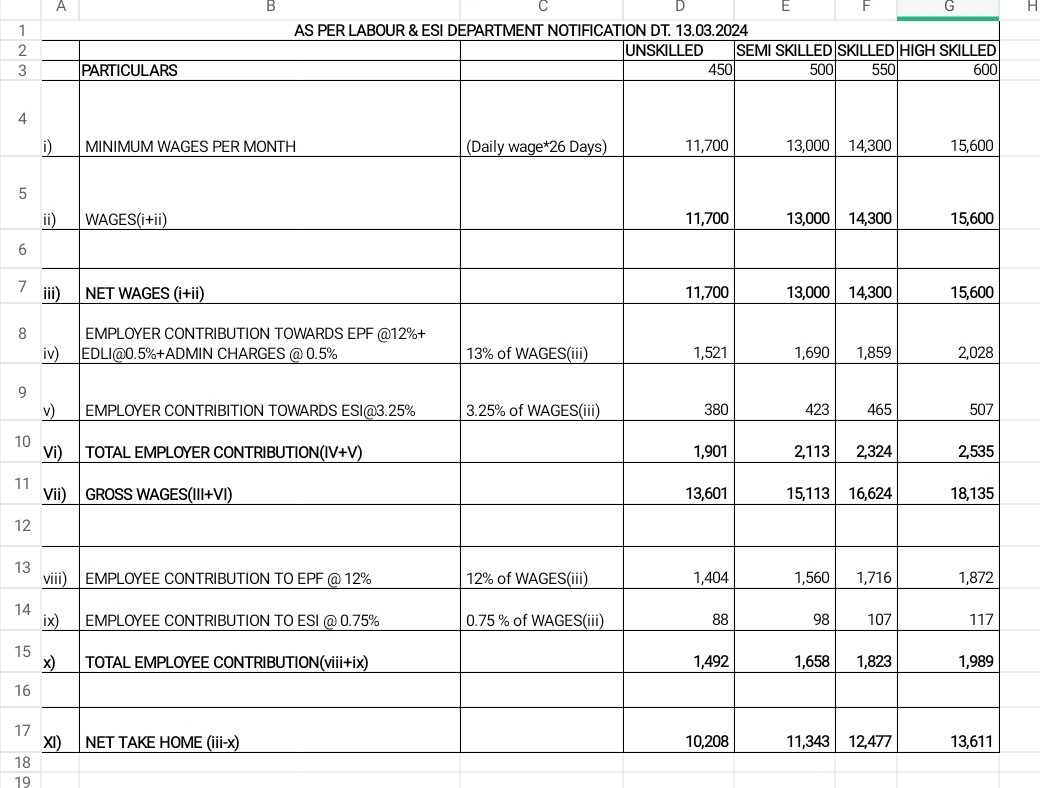 A B C D E F G H
1 AS PER LABOUR & ESI DEPARTMENT NOTIFICATION DT. 13.03.2024
2 UNSKILLED SEMI SKILLED SKILLED HIGH SKILLED
3 PARTICULARS 450 500 550 600
4 i) MINIMUM WAGES PER MONTH (Daily wage*26 Days) 11,700 13,000 14,300 15,600
5 ii) WAGES(i+ii) 11,700 13,000 14,300 15,600
6
7 iii) NET WAGES (i+ii) 11,700 13,000 14,300 15,600
8 EMPLOYER CONTRIBUTION TOWARDS EPF @12%+
iv) EDLI@0.5%+ADMIN CHARGES @ 0.5% 13% of WAGES(iii) 1,521 1,690 1,859 2,028
9 v) EMPLOYER CONTRIBITION TOWARDS ESI@3.25% 3.25% of WAGES(iii) 380 423 465 507
10 Vi) TOTAL EMPLOYER CONTRIBUTION(IV+V) 1,901 2,113 2,324 2,535
11 Vii) GROSS WAGES(III+VI) 13,601 15,113 16,624 18,135
12
13 viii) EMPLOYEE CONTRIBUTION TO EPF @ 12% 12% of WAGES(iii) 1,404 1,560 1,716 1,872
14 ix) EMPLOYEE CONTRIBUTION TO ESI @ 0.75% 0.75 % of WAGES(iii) 88 98 107 117
15 x) TOTAL EMPLOYEE CONTRIBUTION(viii+ix) 1,492 1,658 1,823 1,989
16
17 XI) NET TAKE HOME (iii-x) 10,208 11,343 12,477 13,611
18
19